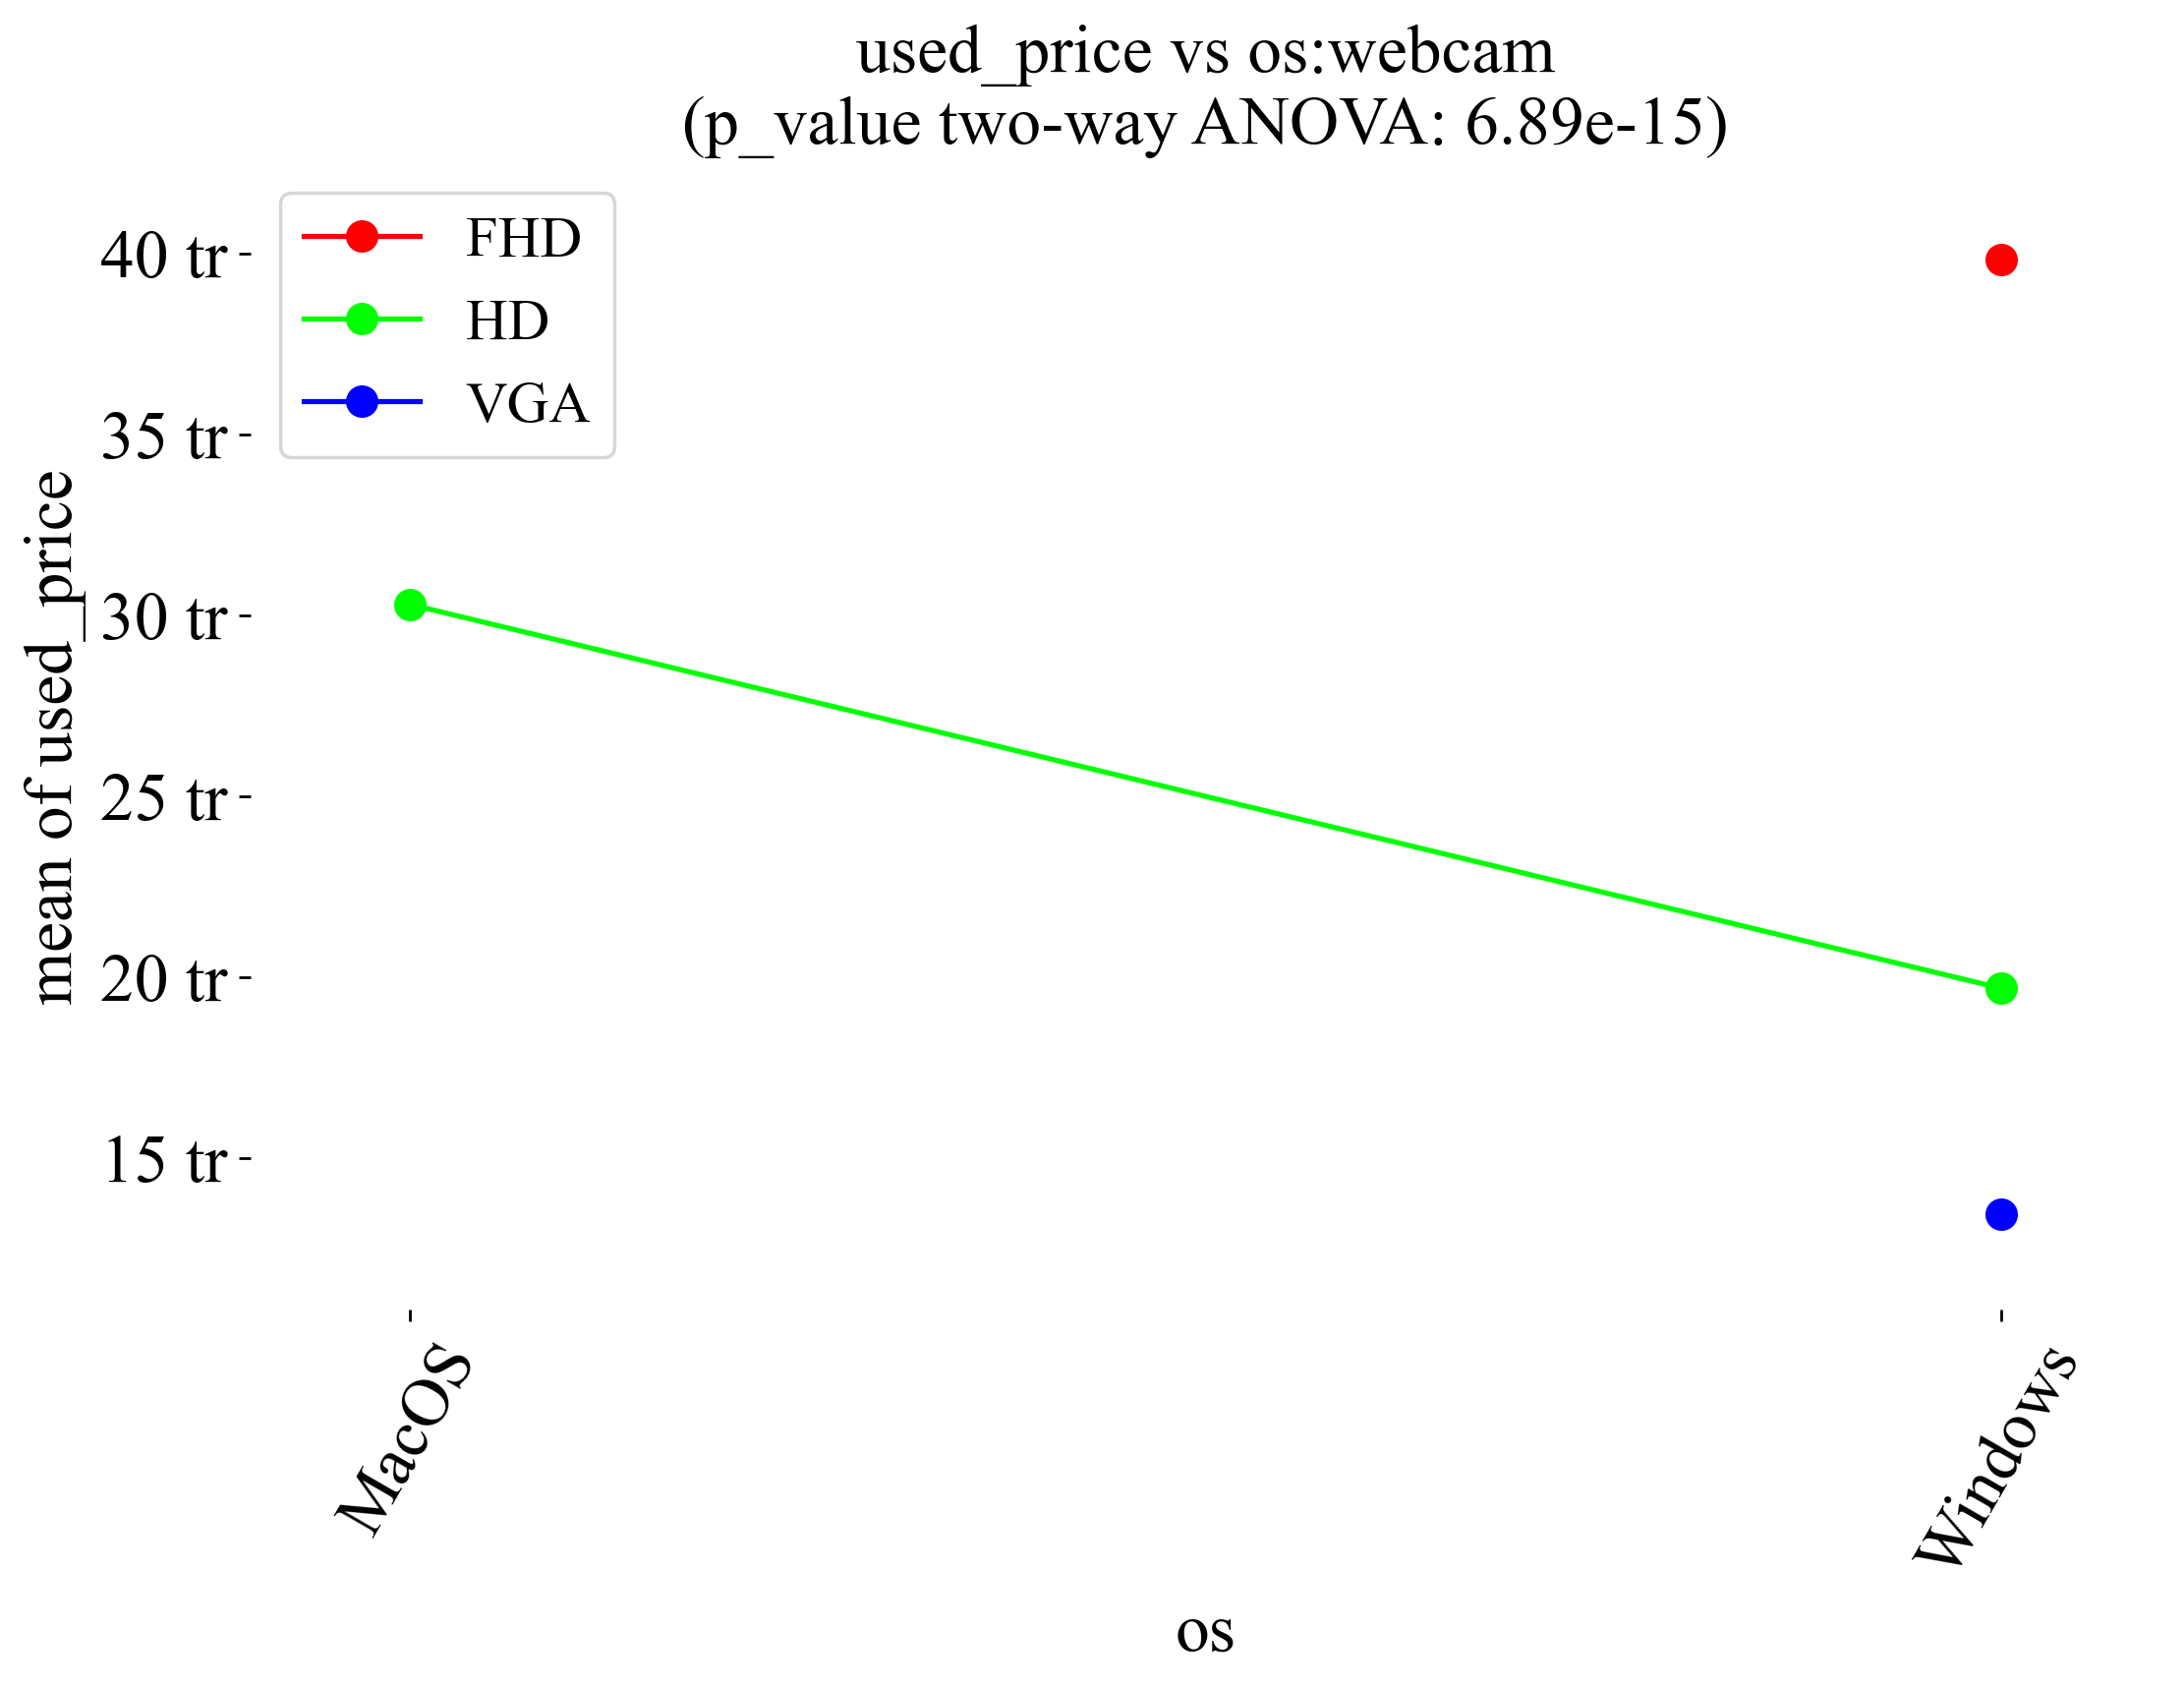 used_price vs os:webcam
(p_value two-way ANOVA: 6.89e-15)
FHD
HD
VGA
40 tr
35 tr
30 tr
25 tr
20 tr
15 tr
mean of used_price
MacOS
Windows
os